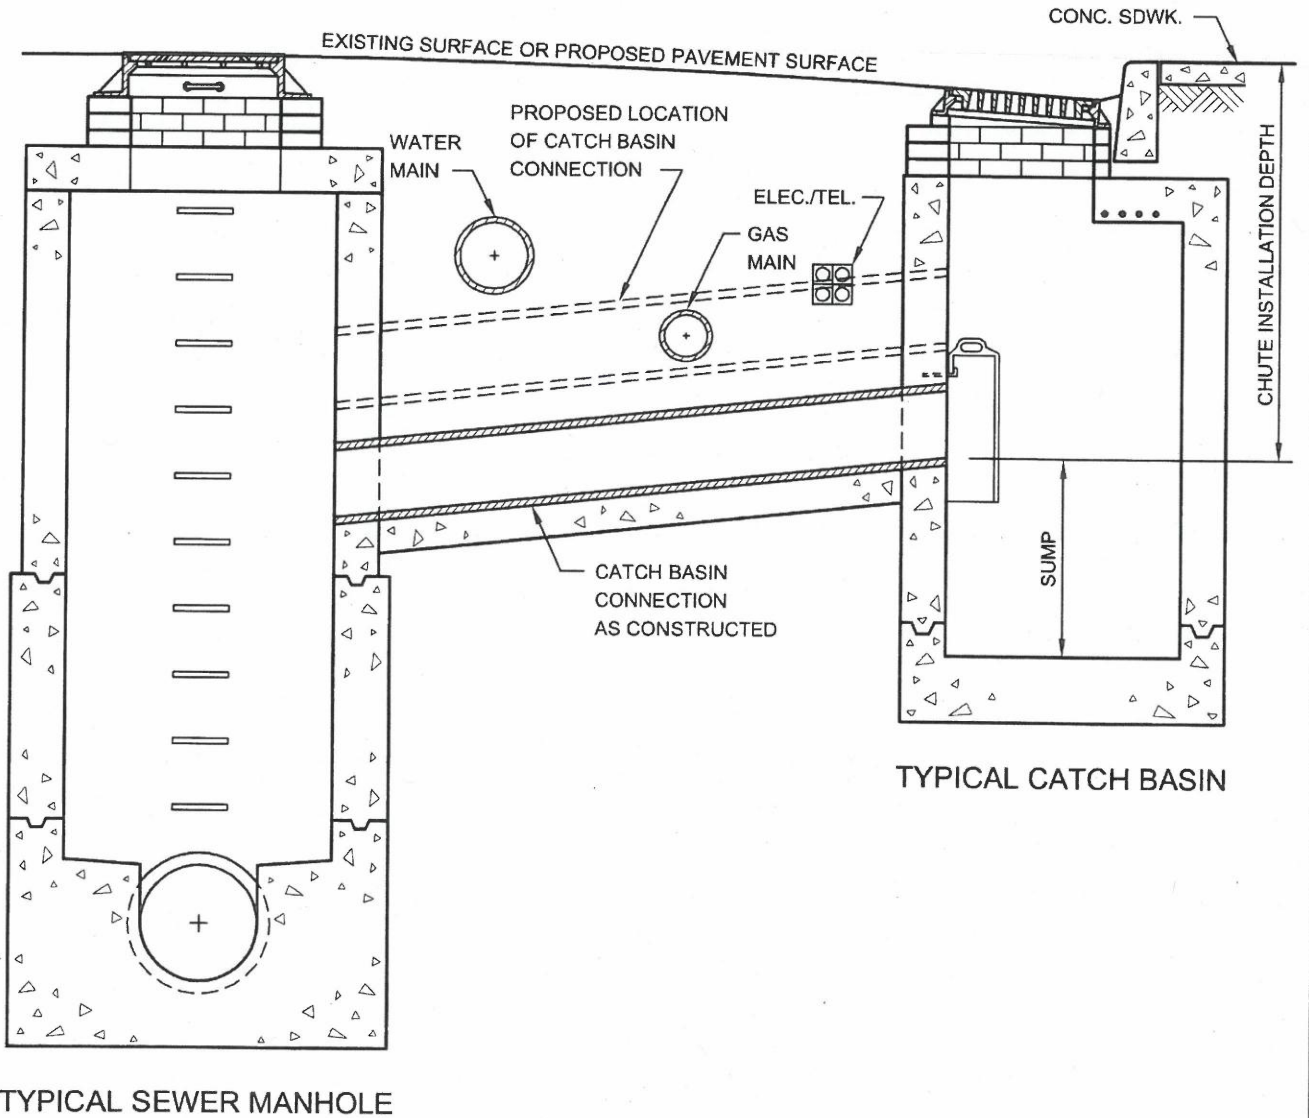 CONC. SDWK.
EXISTING SURFACE OR PROPOSED PAVEMENT SURFACE
PROPOSED LOCATION
OF CATCH BASIN
CONNECTION
WATER
MAIN
ELEC./TEL.
GAS
MAIN
CHUTE INSTALLATION DEPTH
SUMP
CATCH BASIN
CONNECTION
AS CONSTRUCTED
TYPICAL CATCH BASIN
TYPICAL SEWER MANHOLE